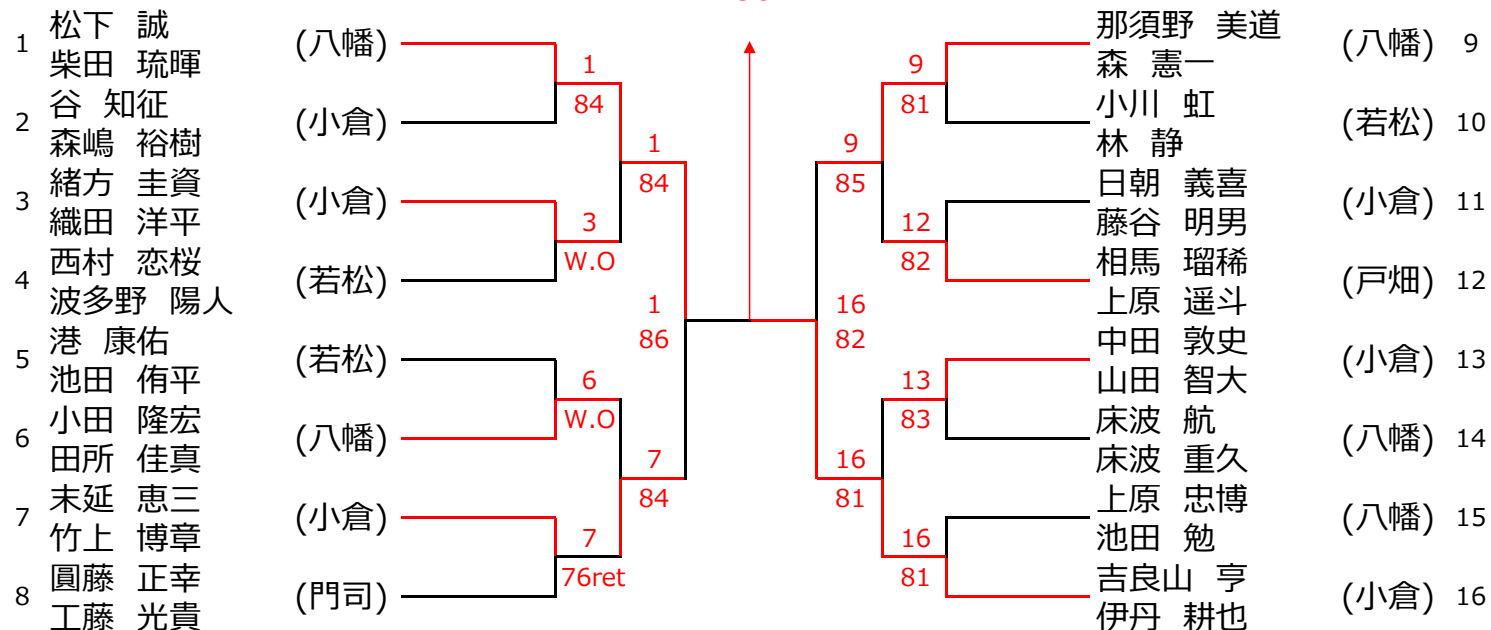 1 松下 誠 (八幡)
柴田 琉暉
2 谷 知征 (小倉)
森嶋 裕樹
3 緒方 圭資 (小倉)
織田 洋平
4 西村 恋桜 (若松)
波多野 陽人
5 港 康佑 (若松)
池田 侑平
6 小田 隆宏 (八幡)
田所 佳真
7 末延 恵三 (小倉)
竹上 博章
8 圓藤 正幸 (門司)
工藤 光貴
1
84
3
W.O
6
W.O
7
76ret
1
84
7
84
1
86
16
82
9
85
16
81
9
81
12
82
13
83
16
81
那須野 美道 (八幡) 9
森 憲一
小川 虹 (若松) 10
林 静
日朝 義喜 (小倉) 11
藤谷 明男
相馬 瑠稀 (戸畑) 12
上原 遥斗
中田 敦史 (小倉) 13
山田 智大
床波 航 (八幡) 14
床波 重久
上原 忠博 (八幡) 15
池田 勉
吉良山 亨 (小倉) 16
伊丹 耕也